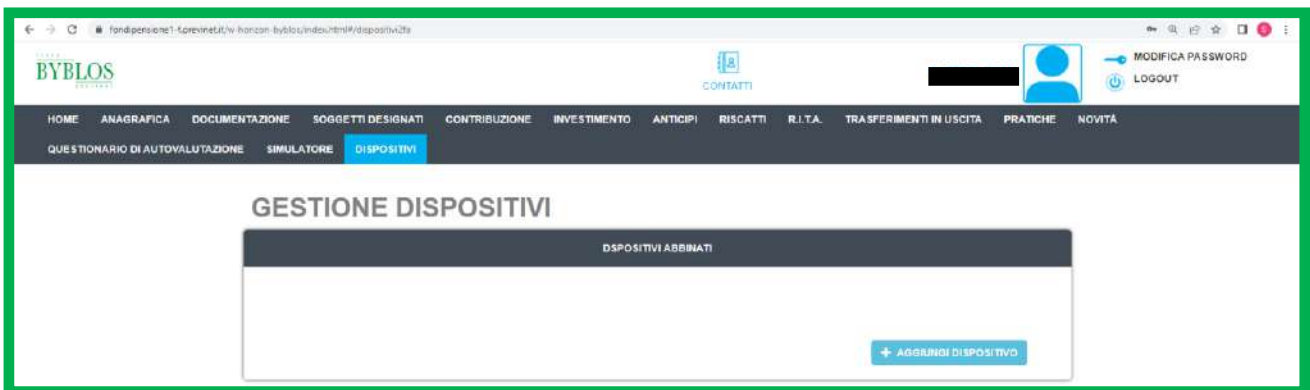 fondipensione1-t.previnet.it/w-horizon-byblos/index.html#/dispositivi2fa
BYBLOS
CONTATTI
MODIFICA PASSWORD
LOGOUT
HOME ANAGRAFICA DOCUMENTAZIONE SOGGETTI DESIGNATI CONTRIBUZIONE INVESTIMENTO ANTICIPI RISCATTI R.I.T.A. TRASFERIMENTI IN USCITA PRATICHE NOVITÀ
QUESTIONARIO DI AUTOVALUTAZIONE SIMULATORE DISPOSITIVI
GESTIONE DISPOSITIVI
DSPOSITIVI ABBINATI
+ AGGIUNGI DISPOSITIVO